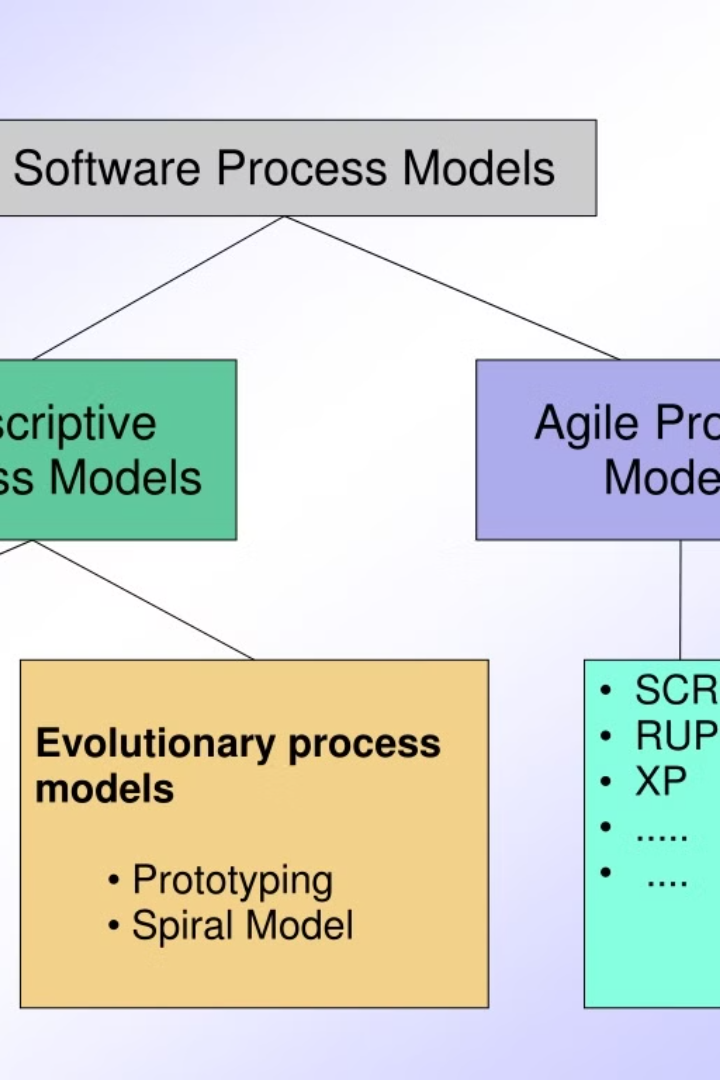 Software Process Models
scriptive
ss Models
Agile Pro
Mode
Evolutionary process
models
• Prototyping
• Spiral Model
• SCR
• RUP
• XP
• .....
• ....